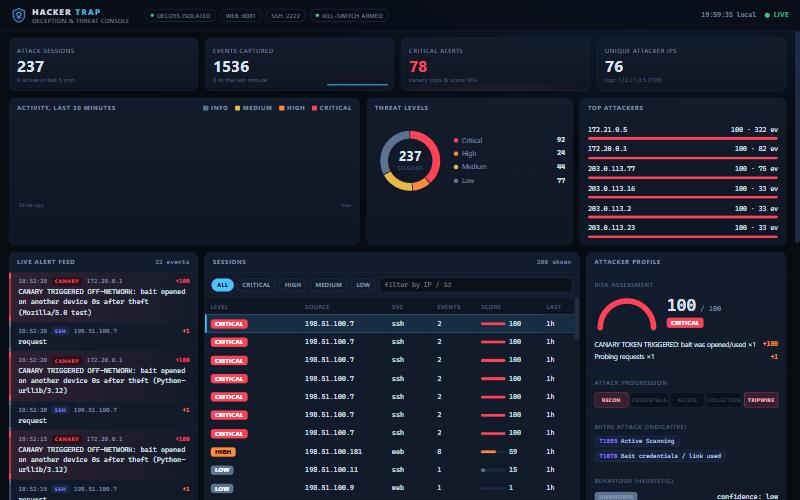 HACKER TRAP
DECEPTION & THREAT CONSOLE
DECOYS ISOLATED
WEB :8081
SSH :2222
KILL-SWITCH ARMED
19:59:35 local
LIVE
ATTACK SESSIONS
237
0 active in last 5 min
EVENTS CAPTURED
1536
0 in the last minute
CRITICAL ALERTS
78
canary trips & score 90+
UNIQUE ATTACKER IPS
76
top: 172.21.0.5 (100)
ACTIVITY, LAST 30 MINUTES
INFO MEDIUM HIGH CRITICAL
30 min ago
now
THREAT LEVELS
237
SESSIONS
Critical 92
High 24
Medium 44
Low 77
TOP ATTACKERS
172.21.0.5 100 · 322 ev
172.20.0.1 100 · 82 ev
203.0.113.77 100 · 75 ev
203.0.113.16 100 · 33 ev
203.0.113.2 100 · 33 ev
203.0.113.23 100 · 33 ev
LIVE ALERT FEED 22 events
18:52:20 CANARY 172.20.0.1 +100
CANARY TRIGGERED OFF-NETWORK: bait opened
on another device 0s after theft
(Mozilla/5.0 test)
18:52:20 SSH 198.51.100.7 +1
request
18:52:20 CANARY 172.20.0.1 +100
CANARY TRIGGERED OFF-NETWORK: bait opened
on another device 0s after theft (Python-
urllib/3.12)
18:52:20 SSH 198.51.100.7 +1
request
18:52:15 CANARY 172.20.0.1 +100
CANARY TRIGGERED OFF-NETWORK: bait opened
on another device 0s after theft (Python-
urllib/3.12)
18:52:15 SSH 198.51.100.7 +1
request
SESSIONS 200 shown
ALL CRITICAL HIGH MEDIUM LOW filter by IP / id
LEVEL SOURCE SVC EVENTS SCORE LAST
CRITICAL 198.51.100.7 ssh 2 100 1h
CRITICAL 198.51.100.7 ssh 2 100 1h
CRITICAL 198.51.100.7 ssh 2 100 1h
CRITICAL 198.51.100.7 ssh 2 100 1h
CRITICAL 198.51.100.7 ssh 2 100 1h
CRITICAL 198.51.100.7 ssh 2 100 1h
CRITICAL 198.51.100.7 ssh 2 100 1h
HIGH 198.51.100.181 web 8 59 1h
LOW 198.51.100.11 ssh 1 15 1h
LOW 198.51.100.9 web 1 1 1h
ATTACKER PROFILE
RISK ASSESSMENT
100 / 100
CRITICAL
CANARY TOKEN TRIGGERED: bait was opened/used ×1 +100
Probing requests ×1 +1
ATTACK PROGRESSION
RECON CREDENTIALS ACCESS COLLECTION TRIPWIRE
MITRE ATT&CK (INDICATIVE)
T1595 Active Scanning
T1078 Bait credentials / link used
BEHAVIOUR (HEURISTIC)
confidence: low